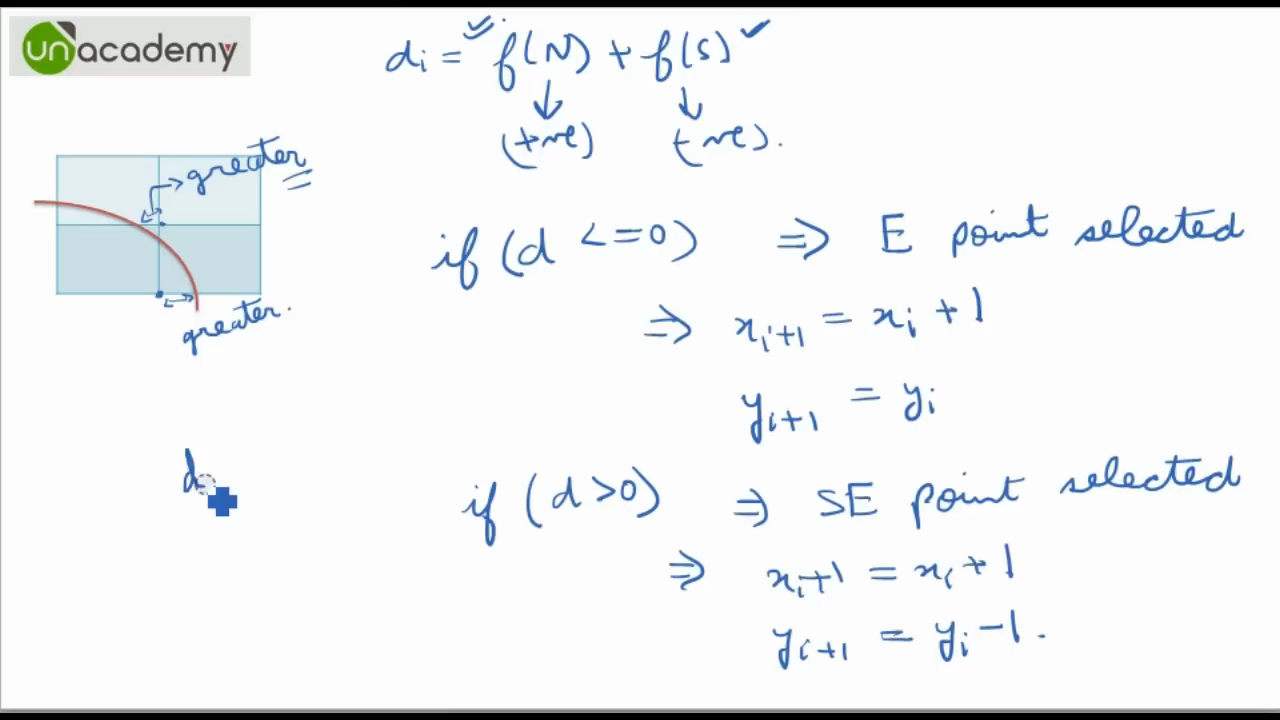 unacademy
dᵢ = f(N) + f(S)
(+ve) (-ve).
greater
greater.
if (d <=0) ⇒ E point selected
⇒ xᵢ₊₁ = xᵢ + 1
yᵢ₊₁ = yᵢ
d
if (d >0) ⇒ SE point selected
⇒ xᵢ₊₁ = xᵢ + 1
yᵢ₊₁ = yᵢ - 1.